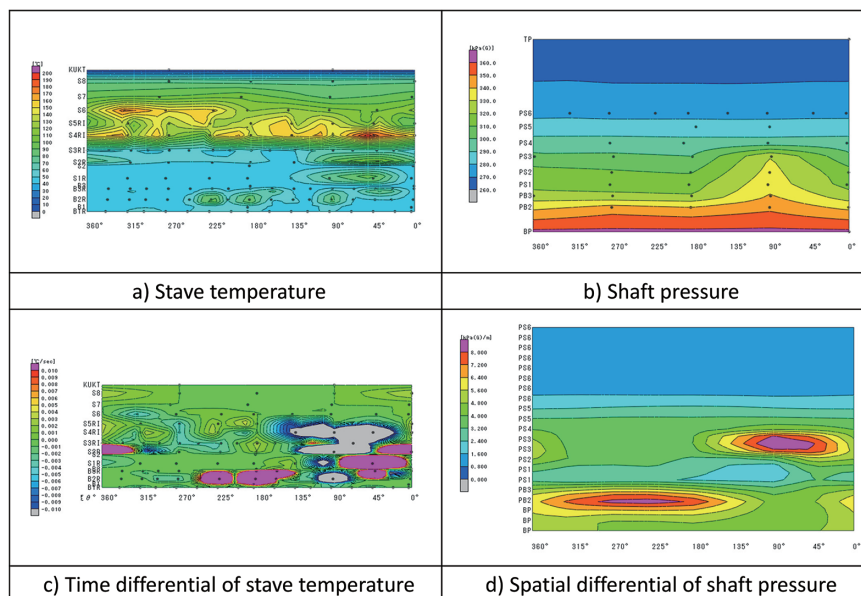 [℃]
200
190
180
170
160
150
140
130
120
110
100
90
80
70
60
50
40
30
20
10
0
KUKT
S8
S7
S6
S5RI
S4RI
S3RI
S2R
S1R
B2R
B1
B1R
360° 315° 270° 225° 180° 135° 90° 45° 0°
a) Stave temperature
[hPa(G)]
360.0
350.0
340.0
330.0
320.0
310.0
300.0
290.0
280.0
270.0
260.0
TP
PS6
PS5
PS4
PS3
PS2
PS1
PB3
PB2
BP
360° 315° 270° 225° 180° 135° 90° 45° 0°
b) Shaft pressure
[℃/sec]
0.010
0.009
0.008
0.007
0.006
0.005
0.004
0.003
0.002
0.001
0.000
-0.001
-0.002
-0.003
-0.004
-0.005
-0.006
-0.007
-0.008
-0.009
-0.010
KUKT
S8
S7
S6
S5RI
S4RI
S3RI
S2R
S1R
B2R
B1R
360° 315° 270° 225° 180° 135° 90° 45° 0°
c) Time differential of stave temperature
[hPa(G)/m]
8.000
7.200
6.400
5.600
4.800
4.000
3.200
2.400
1.600
0.800
0.000
PS6
PS6
PS6
PS6
PS6
PS6
PS6
PS5
PS5
PS4
PS3
PS3
PS2
PS1
PS1
PB3
PB2
BP
BP
BP
360° 315° 270° 225° 180° 135° 90° 45° 0°
d) Spatial differential of shaft pressure